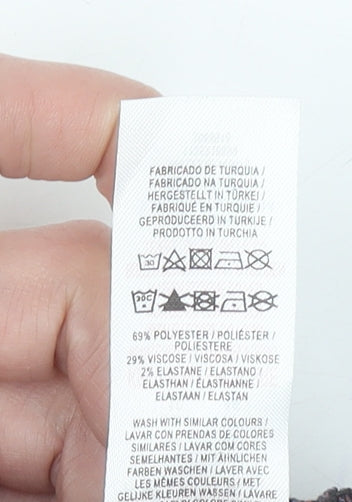 FABRICADO DE TURQUIA /
FABRICADO NA TURQUIA /
HERGESTELLT IN TÜRKEI /
FABRIQUÉ EN TURQUIE /
GEPRODUCEERD IN TURKIJE /
PRODOTTO IN TURCHIA
30
30C
69% POLYESTER / POLIÉSTER /
POLIESTERE
29% VISCOSE / VISCOSA / VISKOSE
2% ELASTANE / ELASTANO /
ELASTHAN / ÉLASTHANNE /
ELASTAAN / ELASTAN
WASH WITH SIMILAR COLOURS /
LAVAR CON PRENDAS DE COLORES
SIMILARES / LAVAR COM CORES
SEMELHANTES / MIT ÄHNLICHEN
FARBEN WASCHEN / LAVER AVEC
LES MÊMES COULEURS / MET
GELIJKE KLEUREN WASSEN / LAVARE